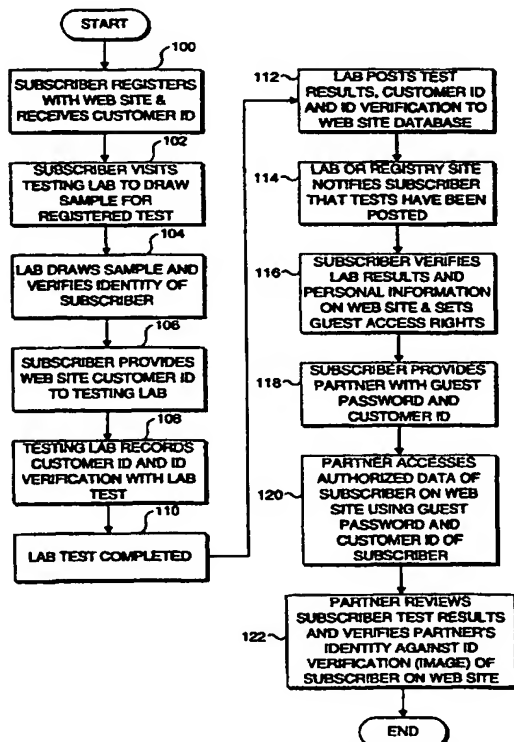 START
100
SUBSCRIBER REGISTERS
WITH WEB SITE &
RECEIVES CUSTOMER ID
102
SUBSCRIBER VISITS
TESTING LAB TO DRAW
SAMPLE FOR
REGISTERED TEST
104
LAB DRAWS SAMPLE AND
VERIFIES IDENTITY OF
SUBSCRIBER
106
SUBSCRIBER PROVIDES
WEB SITE CUSTOMER ID
TO TESTING LAB
108
TESTING LAB RECORDS
CUSTOMER ID AND ID
VERIFICATION WITH LAB
TEST
110
LAB TEST COMPLETED
112
LAB POSTS TEST
RESULTS, CUSTOMER ID
AND ID VERIFICATION TO
WEB SITE DATABASE
114
LAB OR REGISTRY SITE
NOTIFIES SUBSCRIBER
THAT TESTS HAVE BEEN
POSTED
116
SUBSCRIBER VERIFIES
LAB RESULTS AND
PERSONAL INFORMATION
ON WEB SITE & SETS
GUEST ACCESS RIGHTS
118
SUBSCRIBER PROVIDES
PARTNER WITH GUEST
PASSWORD AND
CUSTOMER ID
120
PARTNER ACCESSES
AUTHORIZED DATA OF
SUBSCRIBER ON WEB
SITE USING GUEST
PASSWORD AND
CUSTOMER ID OF
SUBSCRIBER
122
PARTNER REVIEWS
SUBSCRIBER TEST RESULTS
AND VERIFIES PARTNER'S
IDENTITY AGAINST ID
VERIFICATION (IMAGE) OF
SUBSCRIBER ON WEB SITE
END